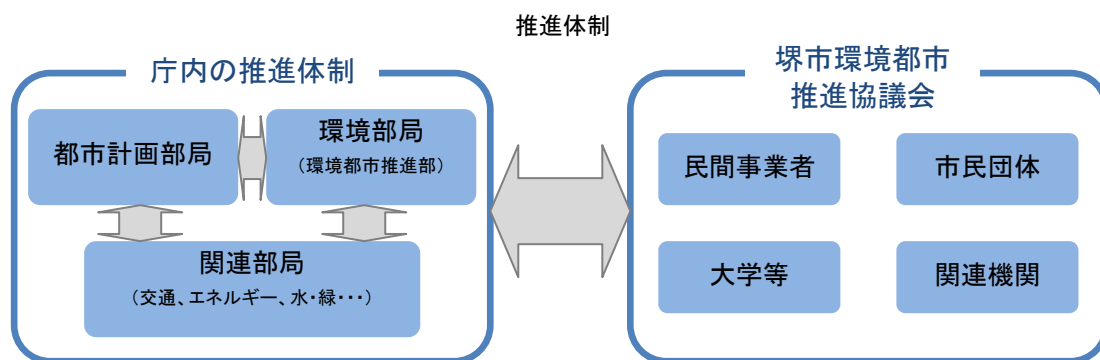 推進体制
庁内の推進体制
都市計画部局
環境部局
（環境都市推進部）
関連部局
（交通、エネルギー、水・緑・・・）
堺市環境都市
推進協議会
民間事業者
市民団体
大学等
関連機関